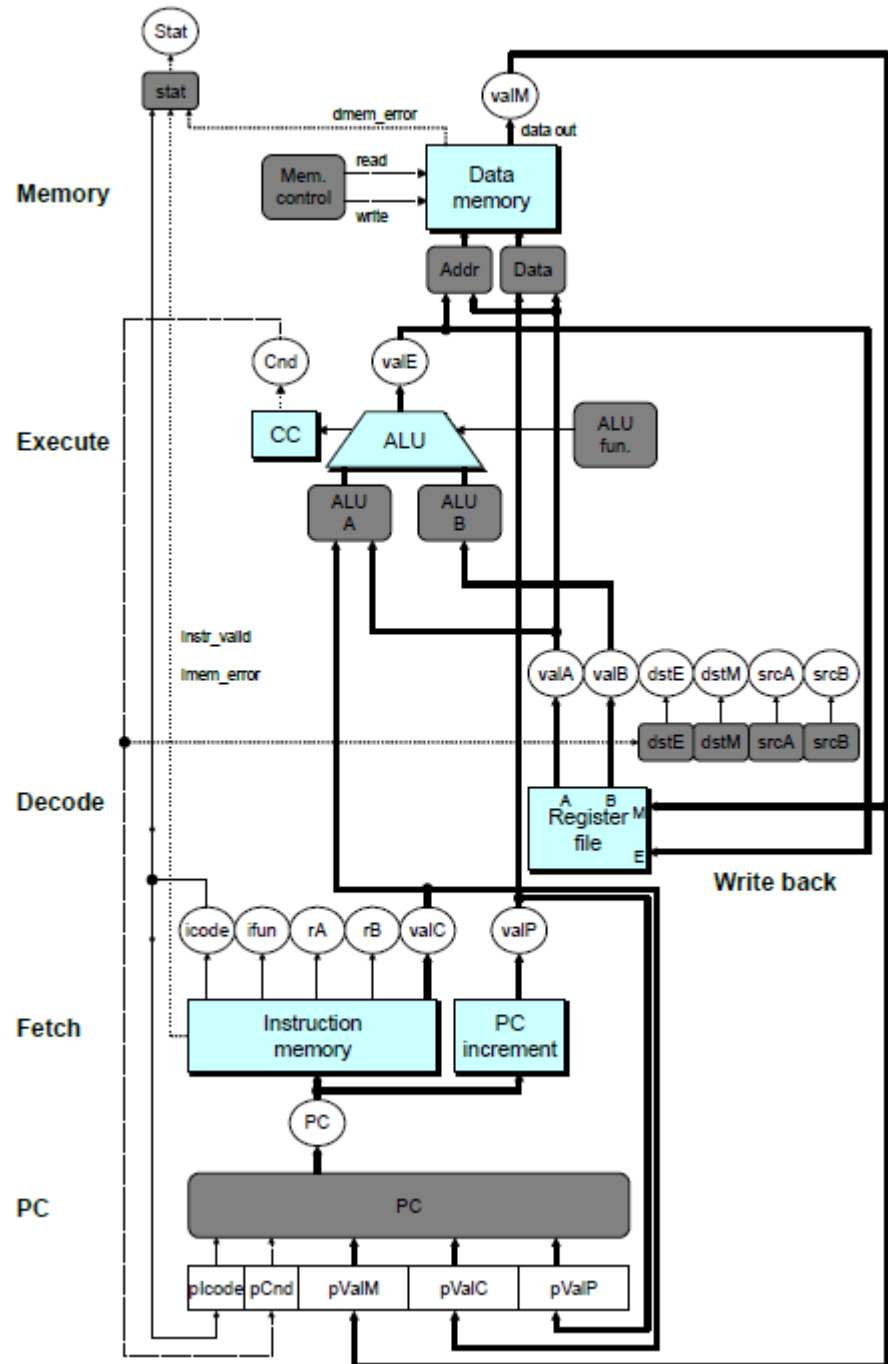 Stat
stat
valM
dmem_error
data out
read
Mem.
control
Data
memory
Memory
write
Addr
Data
Cnd
valE
CC
ALU
ALU
fun.
Execute
ALU
A
ALU
B
Instr_valid
Imem_error
valA
valB
dstE
dstM
srcA
srcB
dstE
dstM
srcA
srcB
Decode
A
B
M
Register
file
E
Write back
icode
ifun
rA
rB
valC
valP
Fetch
Instruction
memory
PC
increment
PC
PC
PC
pIcode
pCnd
pValM
pValC
pValP